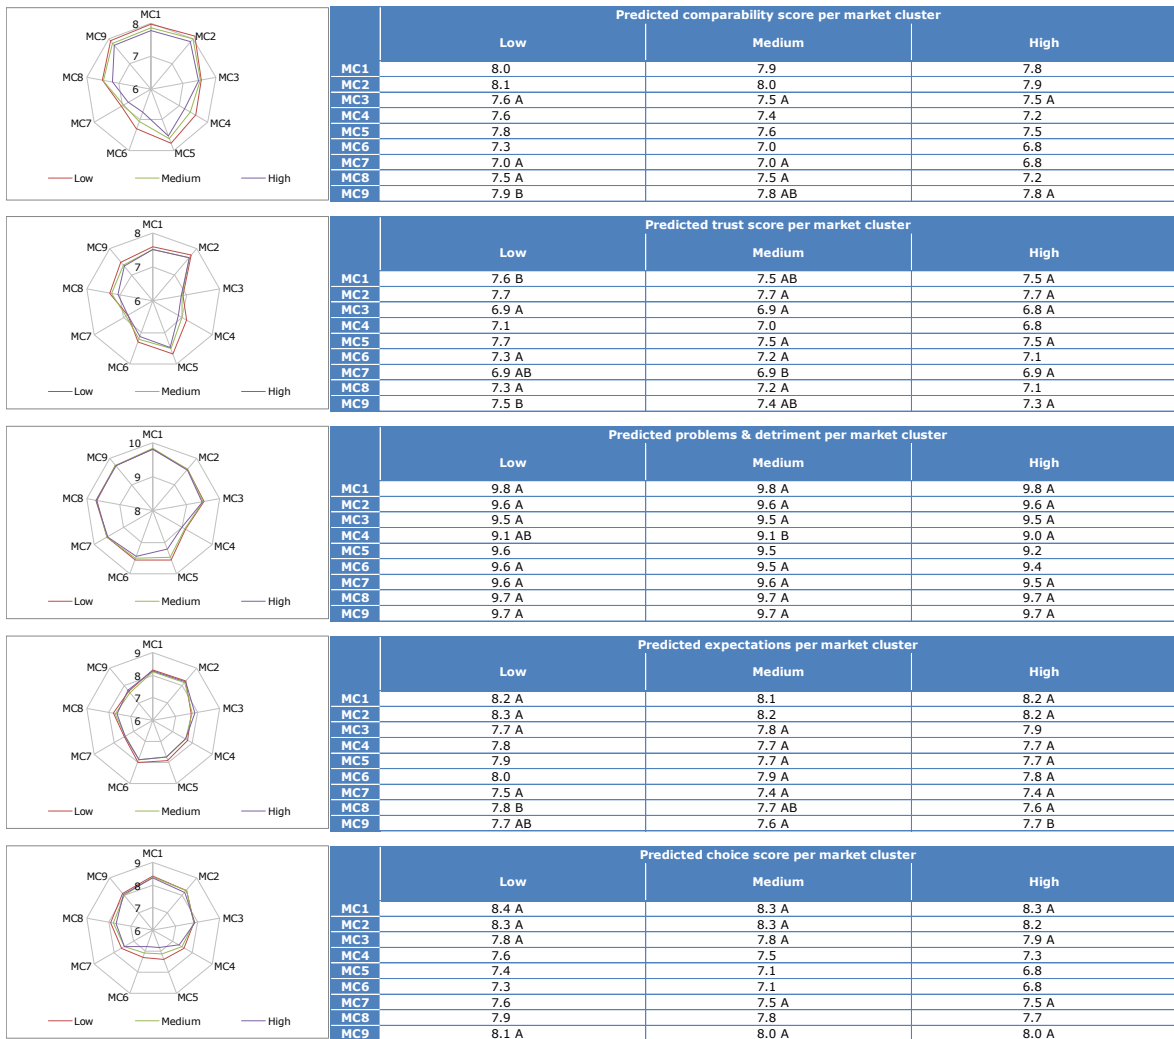 MC1
8
MC9
MC2
7
MC8
MC3
6
MC7
MC4
MC6
MC5
Low Medium High
Predicted comparability score per market cluster
Low Medium High
MC1 8.0 7.9 7.8
MC2 8.1 8.0 7.9
MC3 7.6 A 7.5 A 7.5 A
MC4 7.6 7.4 7.2
MC5 7.8 7.6 7.5
MC6 7.3 7.0 6.8
MC7 7.0 A 7.0 A 6.8
MC8 7.5 A 7.5 A 7.2
MC9 7.9 B 7.8 AB 7.8 A
MC1
8
MC9
MC2
7
MC8
MC3
6
MC7
MC4
MC6
MC5
Low Medium High
Predicted trust score per market cluster
Low Medium High
MC1 7.6 B 7.5 AB 7.5 A
MC2 7.7 7.7 A 7.7 A
MC3 6.9 A 6.9 A 6.8 A
MC4 7.1 7.0 6.8
MC5 7.7 7.5 A 7.5 A
MC6 7.3 A 7.2 A 7.1
MC7 6.9 AB 6.9 B 6.9 A
MC8 7.3 A 7.2 A 7.1
MC9 7.5 B 7.4 AB 7.3 A
MC1
10
MC9
MC2
9
MC8
MC3
8
MC7
MC4
MC6
MC5
Low Medium High
Predicted problems & detriment per market cluster
Low Medium High
MC1 9.8 A 9.8 A 9.8 A
MC2 9.6 A 9.6 A 9.6 A
MC3 9.5 A 9.5 A 9.5 A
MC4 9.1 AB 9.1 B 9.0 A
MC5 9.6 9.5 9.2
MC6 9.6 A 9.5 A 9.4
MC7 9.6 A 9.6 A 9.5 A
MC8 9.7 A 9.7 A 9.7 A
MC9 9.7 A 9.7 A 9.7 A
MC1
9
MC9
MC2
8
7
MC8
MC3
6
MC7
MC4
MC6
MC5
Low Medium High
Predicted expectations per market cluster
Low Medium High
MC1 8.2 A 8.1 8.2 A
MC2 8.3 A 8.2 8.2 A
MC3 7.7 A 7.8 A 7.9
MC4 7.8 7.7 A 7.7 A
MC5 7.9 7.7 A 7.7 A
MC6 8.0 7.9 A 7.8 A
MC7 7.5 A 7.4 A 7.4 A
MC8 7.8 B 7.7 AB 7.6 A
MC9 7.7 AB 7.6 A 7.7 B
MC1
9
MC9
MC2
8
7
MC8
MC3
6
MC7
MC4
MC6
MC5
Low Medium High
Predicted choice score per market cluster
Low Medium High
MC1 8.4 A 8.3 A 8.3 A
MC2 8.3 A 8.3 A 8.2
MC3 7.8 A 7.8 A 7.9 A
MC4 7.6 7.5 7.3
MC5 7.4 7.1 6.8
MC6 7.3 7.1 6.8
MC7 7.6 7.5 A 7.5 A
MC8 7.9 7.8 7.7
MC9 8.1 A 8.0 A 8.0 A